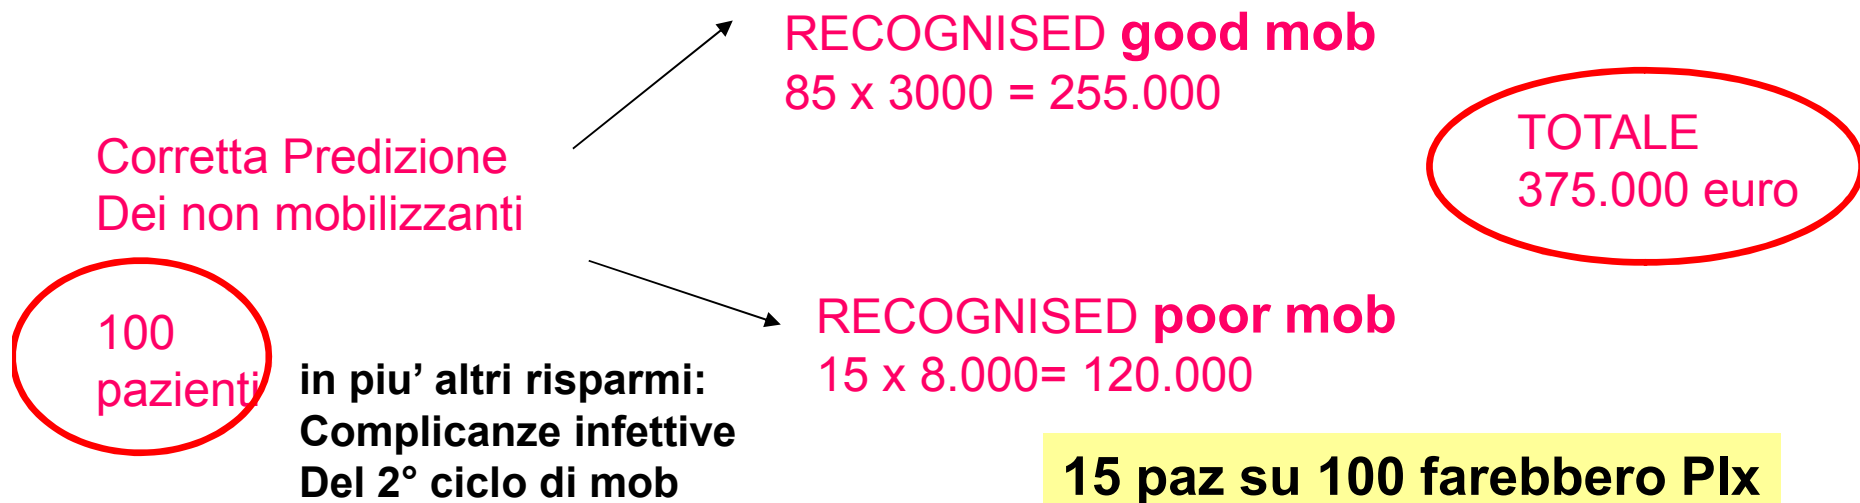 RECOGNISED good mob
85 x 3000 = 255.000
Corretta Predizione
Dei non mobilizzanti
TOTALE
375.000 euro
100
pazienti
in piu’ altri risparmi:
Complicanze infettive
Del 2° ciclo di mob
RECOGNISED poor mob
15 x 8.000= 120.000
15 paz su 100 farebbero Plx